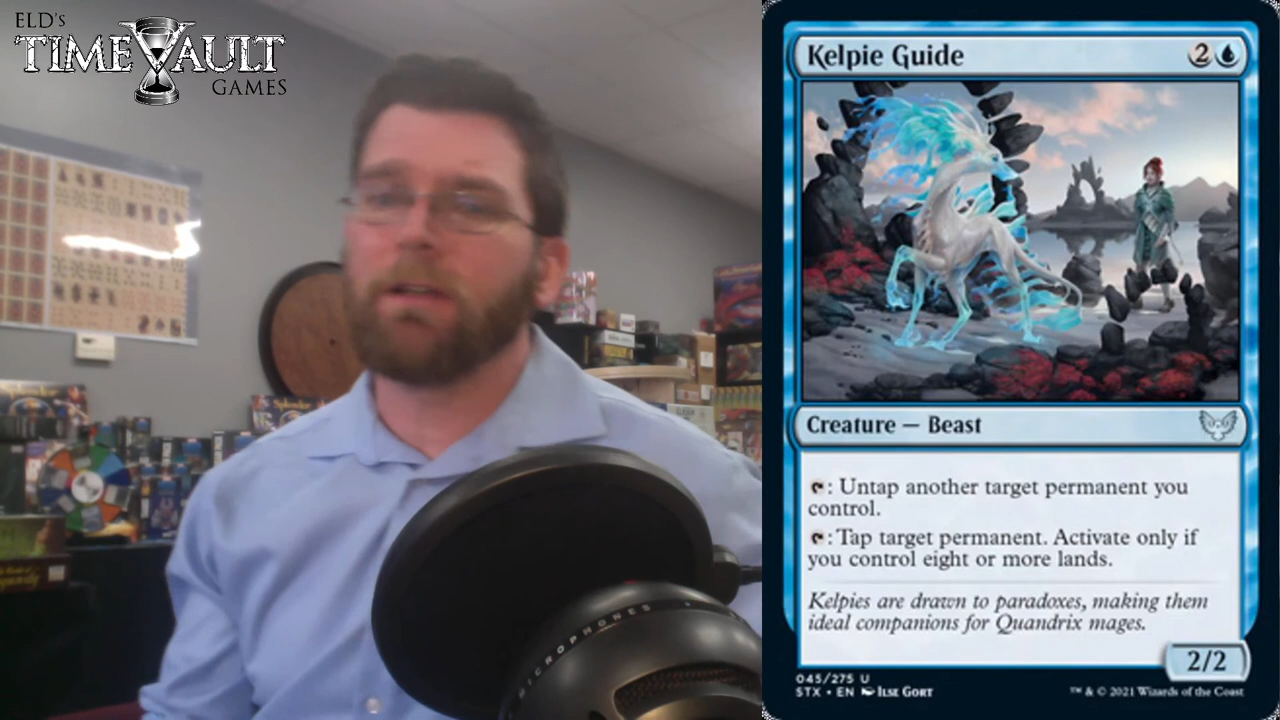 ELD's
TIME VAULT
GAMES
Kelpie Guide 2
Creature — Beast
: Untap another target permanent you
control.
: Tap target permanent. Activate only if
you control eight or more lands.
Kelpies are drawn to paradoxes, making them
ideal companions for Quandrix mages.
2/2
045/275 U
STX • EN Ilse Gort
™ & © 2021 Wizards of the Coast
MICROPHONES